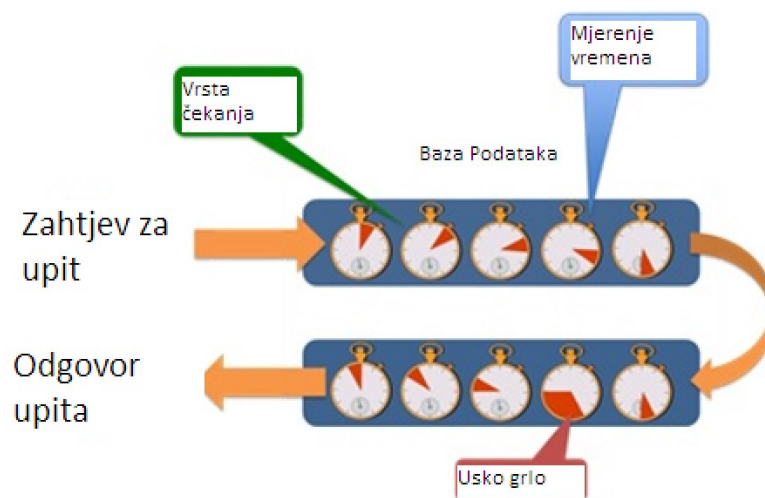 Mjerenje
vremena
Vrsta
čekanja
Baza Podataka
Zahtjev za
upit
Odgovor
upita
Usko grlo